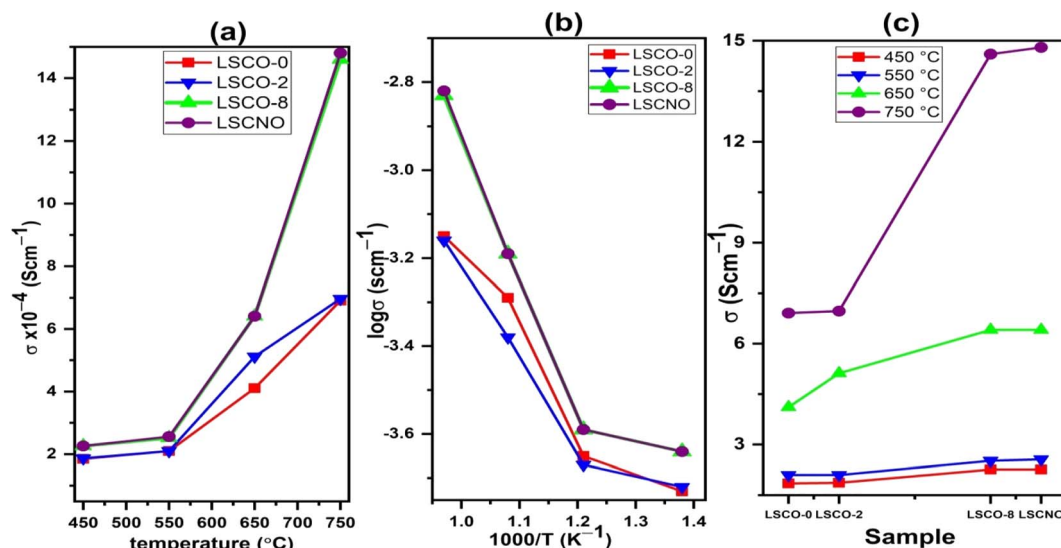 (a)
LSCO-0
LSCO-2
LSCO-8
LSCNO
14
12
10
8
6
4
2
σ x10⁻⁴ (Scm⁻¹)
450 500 550 600 650 700 750
temperature (°C)
(b)
LSCO-0
LSCO-2
LSCO-8
LSCNO
-2.8
-3.0
-3.2
-3.4
-3.6
logσ (scm⁻¹)
1.0 1.1 1.2 1.3 1.4
1000/T (K⁻¹)
(c)
450 °C
550 °C
650 °C
750 °C
15
12
9
6
3
σ (Scm⁻¹)
LSCO-0 LSCO-2 LSCO-8 LSCNO
Sample